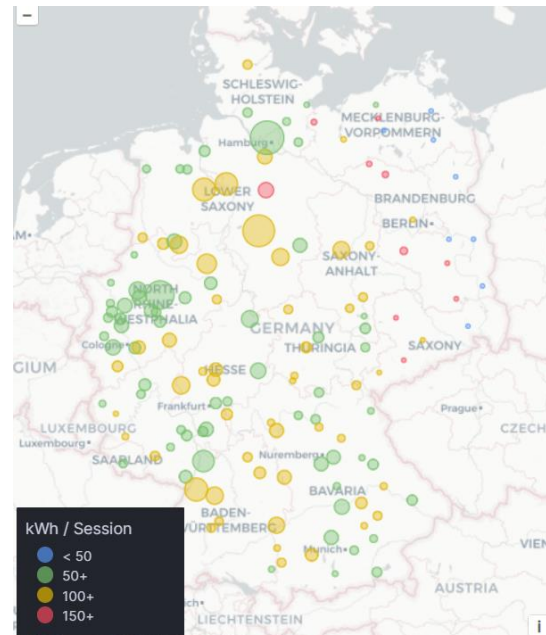 −
SCHLESWIG-
HOLSTEIN
MECKLENBURG-
VORPOMMERN
Hamburg
LOWER
SAXONY
BRANDENBURG
BERLIN
AM
SAXONY-
ANHALT
NORTH
RHINE-
WESTPHALIA
Cologne
GERMANY
THURINGIA
SAXONY
GIUM
HESSE
Frankfurt
Prague
LUXEMBOURG
Luxembourg
CZECH
SAARLAND
Nuremberg
BAVARIA
BADEN-
WÜRTTEMBERG
Munich
VIEN
AUSTRIA
LIECHTENSTEIN
kWh / Session
< 50
50+
100+
150+
i